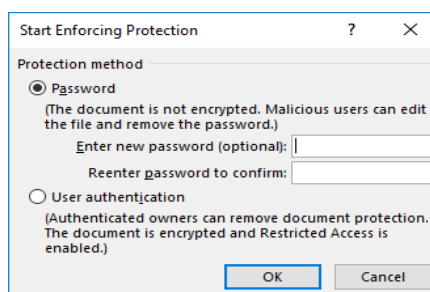 Start Enforcing Protection ? ✕
Protection method
Password
(The document is not encrypted. Malicious users can edit
the file and remove the password.)
Enter new password (optional):
Reenter password to confirm:
User authentication
(Authenticated owners can remove document protection.
The document is encrypted and Restricted Access is
enabled.)
OK Cancel